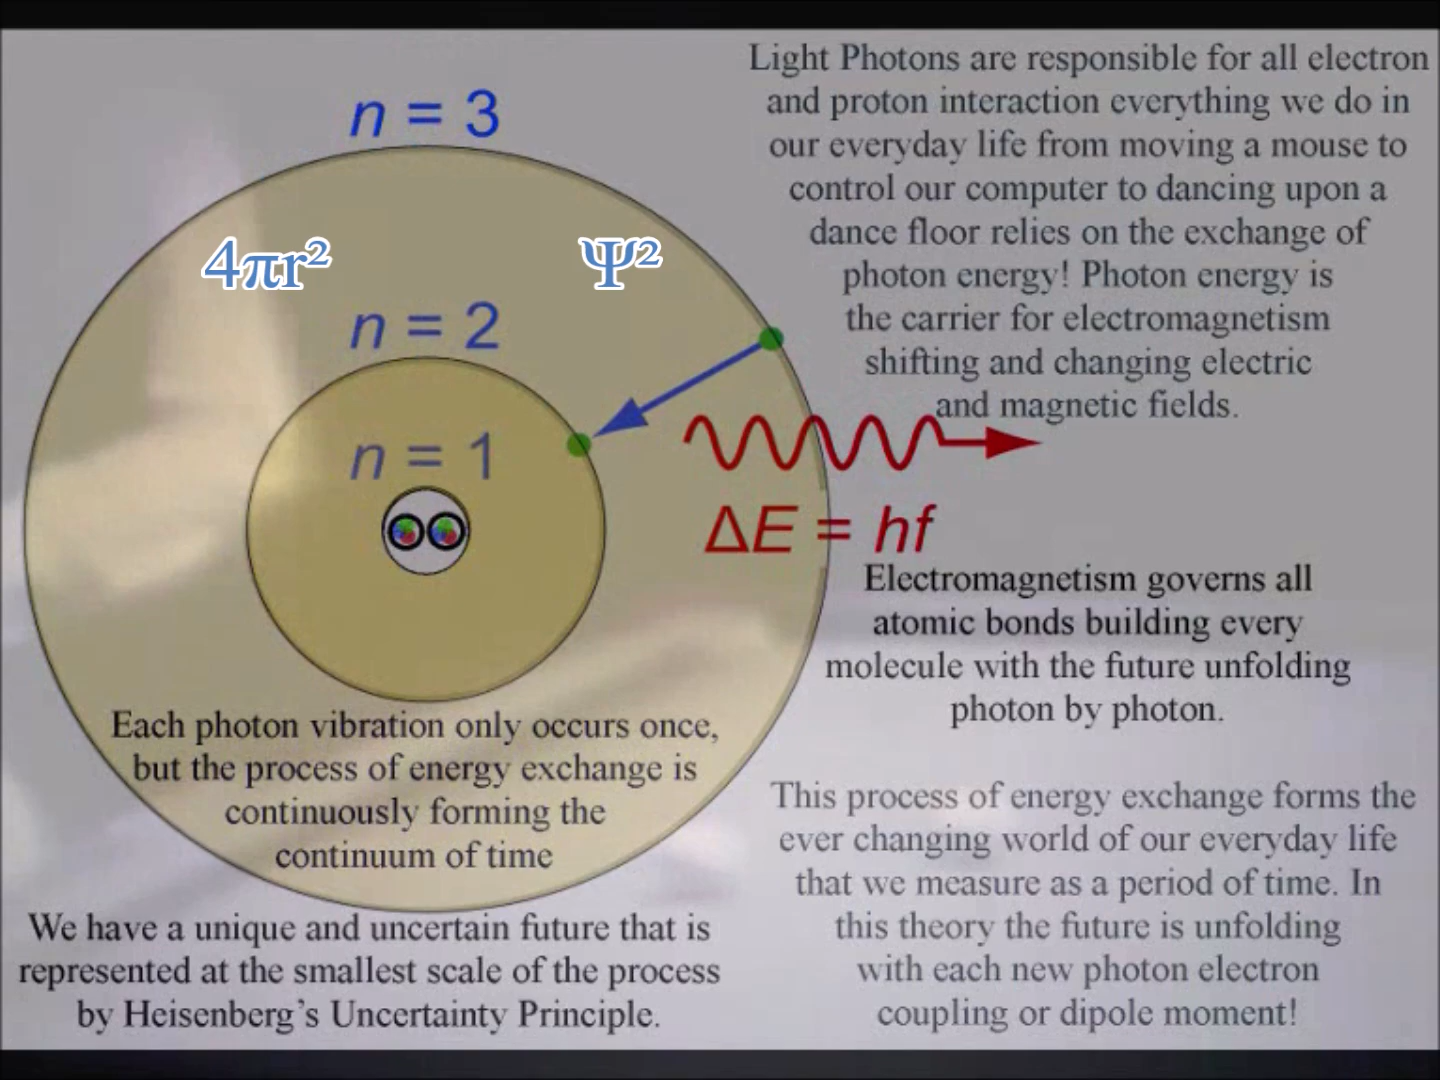 Light Photons are responsible for all electron
and proton interaction everything we do in
our everyday life from moving a mouse to
control our computer to dancing upon a
dance floor relies on the exchange of
photon energy! Photon energy is
the carrier for electromagnetism
shifting and changing electric
and magnetic fields.
n = 3
4πr²
Ψ²
n = 2
n = 1
ΔE = hf
Electromagnetism governs all
atomic bonds building every
molecule with the future unfolding
photon by photon.
Each photon vibration only occurs once,
but the process of energy exchange is
continuously forming the
continuum of time
This process of energy exchange forms the
ever changing world of our everyday life
that we measure as a period of time. In
this theory the future is unfolding
with each new photon electron
coupling or dipole moment!
We have a unique and uncertain future that is
represented at the smallest scale of the process
by Heisenberg’s Uncertainty Principle.